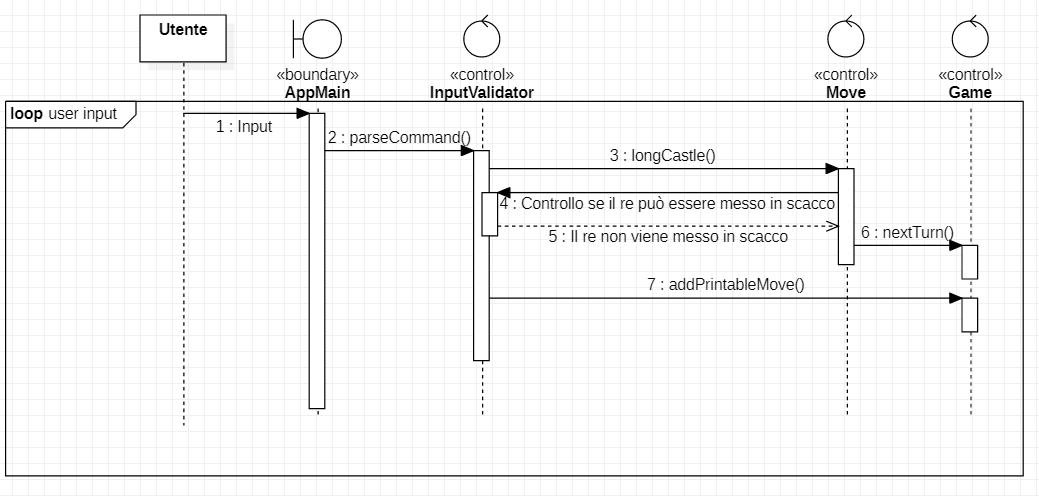 Utente
«boundary»
AppMain
«control»
InputValidator
«control»
Move
«control»
Game
loop user input
1 : Input
2 : parseCommand()
3 : longCastle()
4 : Controllo se il re può essere messo in scacco
5 : Il re non viene messo in scacco
6 : nextTurn()
7 : addPrintableMove()